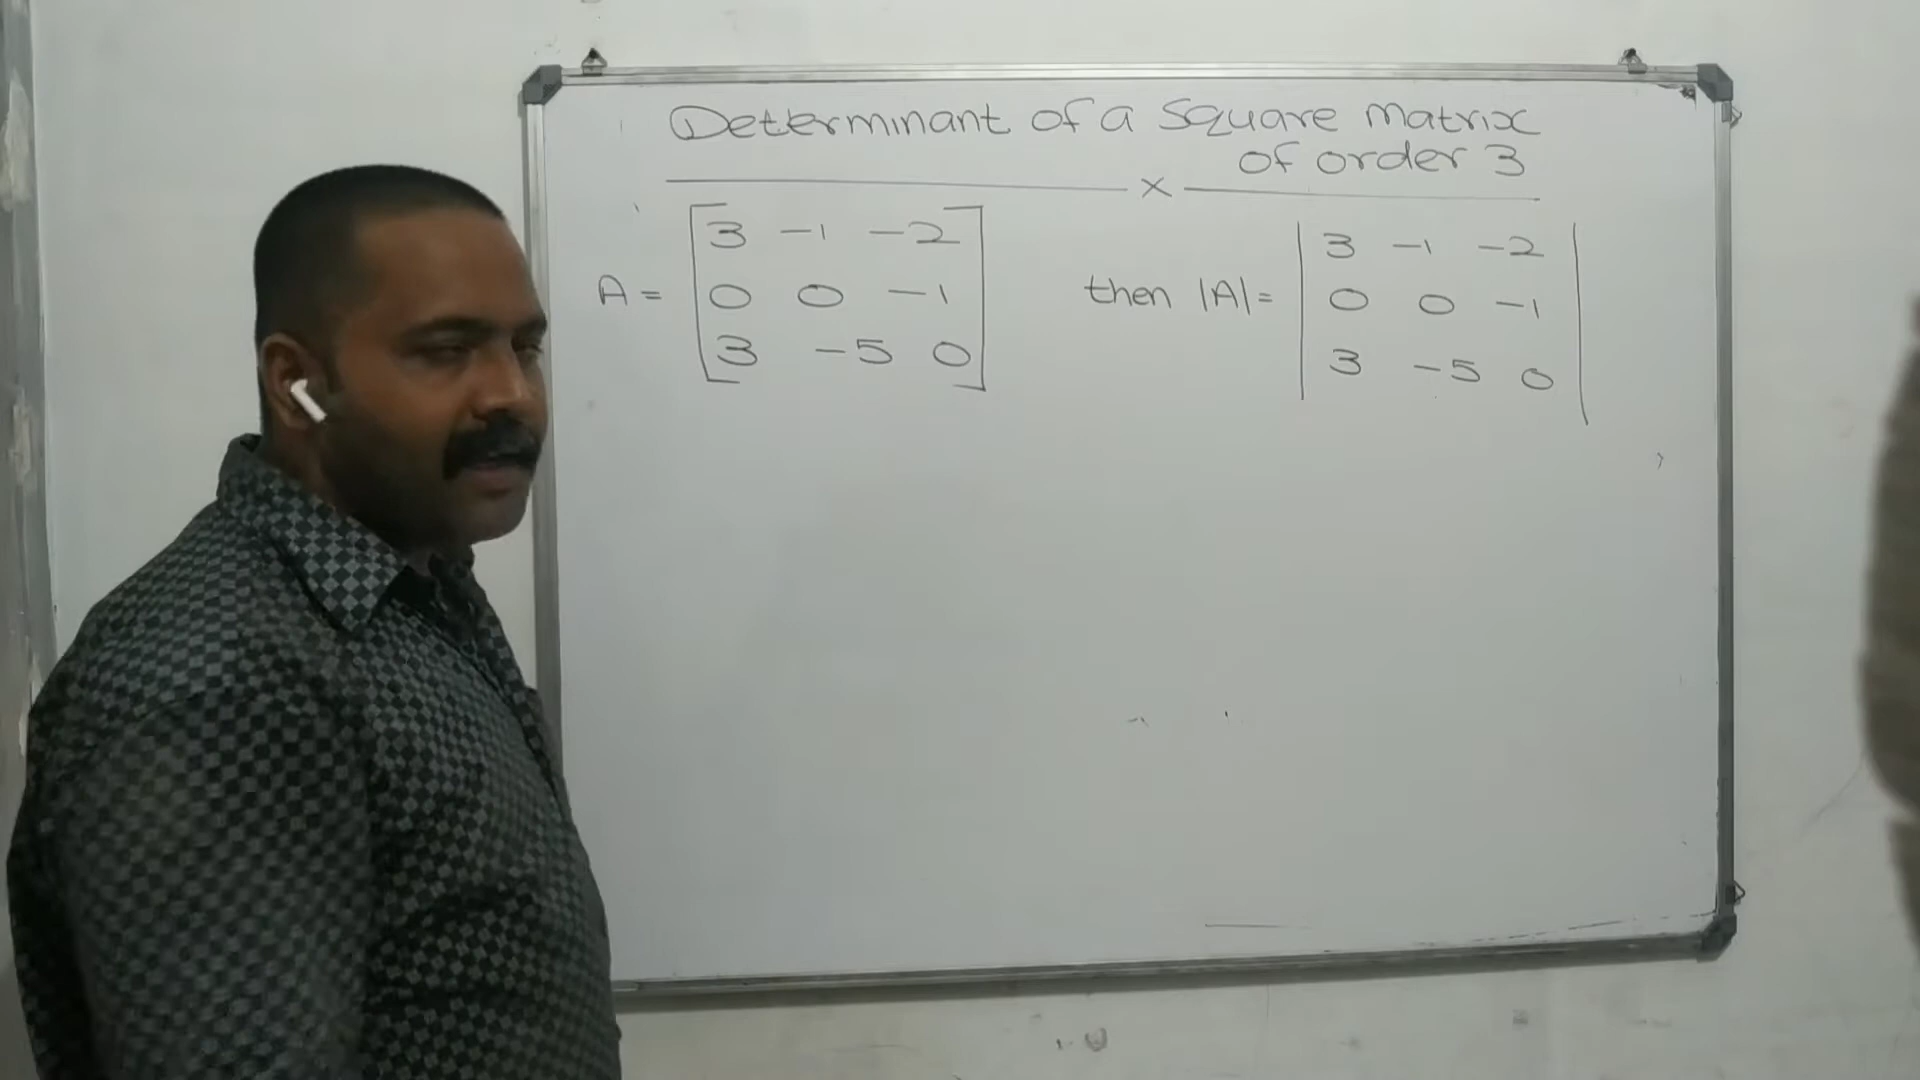 Determinant of a square matrix
of order 3
×
A = [3 -1 -2
0 0 -1
3 -5 0]
then |A| = |3 -1 -2
0 0 -1
3 -5 0|